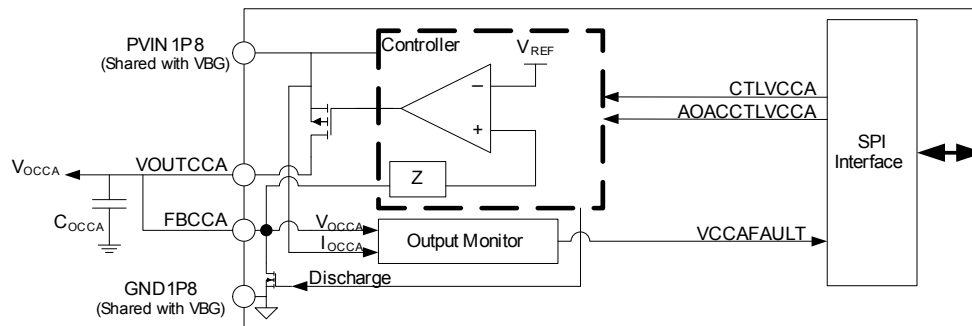 PVIN1P8
(Shared with VBG)
Controller
VREF
−
+
Z
CTLVCCA
AOACCTLVCCA
SPI
Interface
VOCCA
VOUTCCA
COCCA
FBCCA
VOCCA
IOCCA
Output Monitor
VCCAFAULT
Discharge
GND1P8
(Shared with VBG)